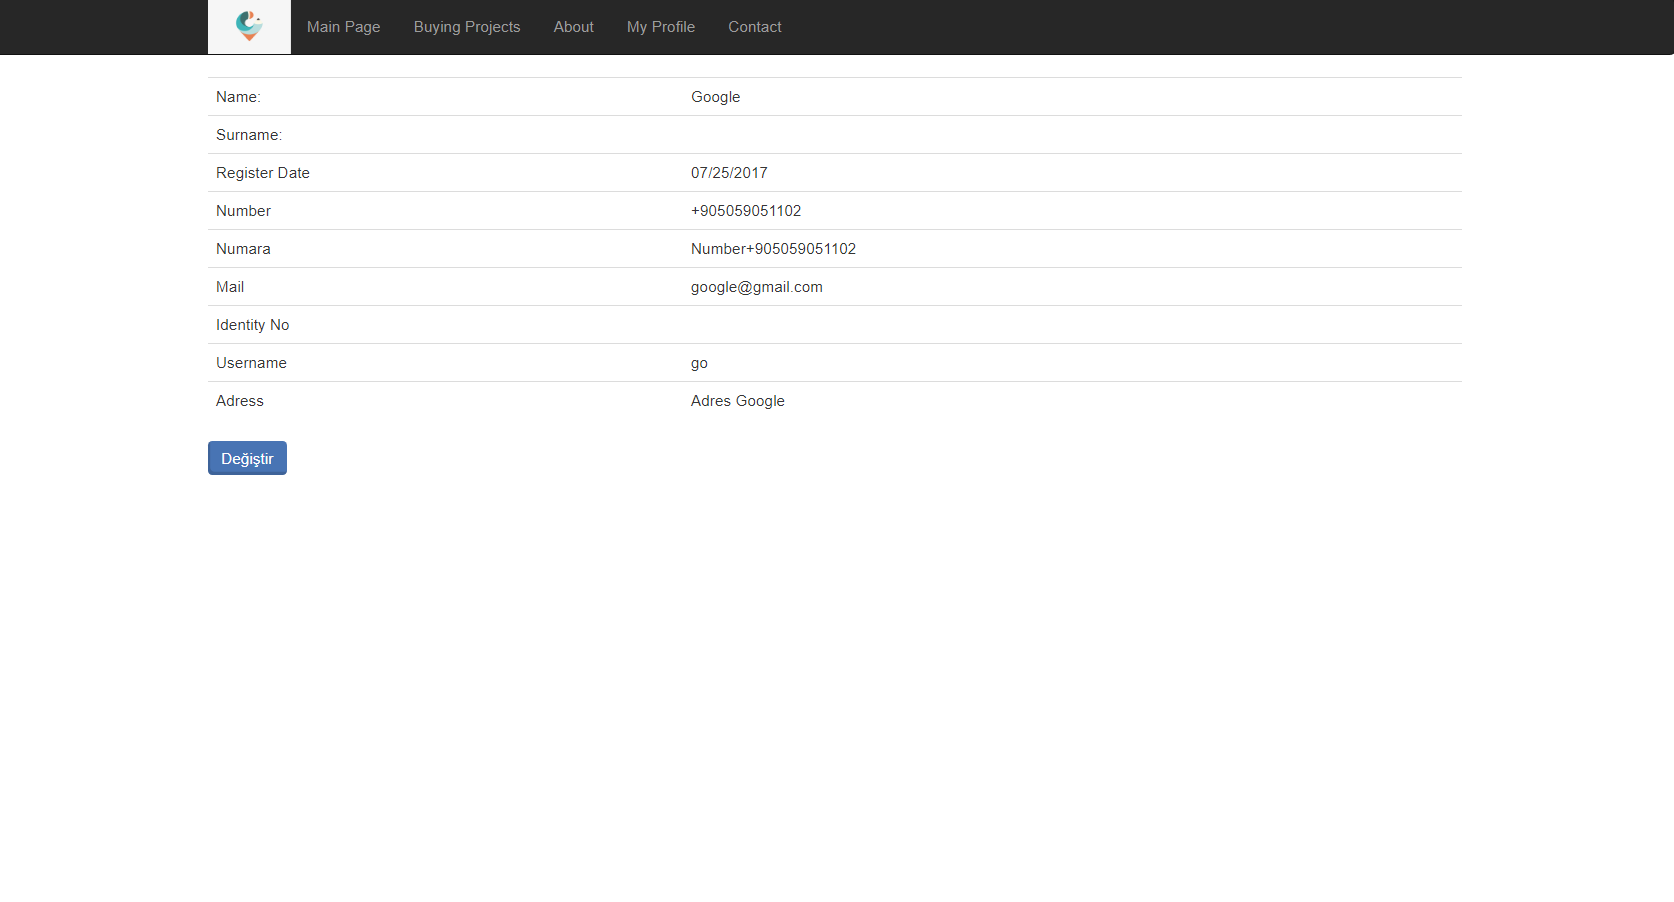 Main Page Buying Projects About My Profile Contact
Name: Google
Surname:
Register Date 07/25/2017
Number +905059051102
Numara Number+905059051102
Mail google@gmail.com
Identity No
Username go
Adress Adres Google
Değiştir